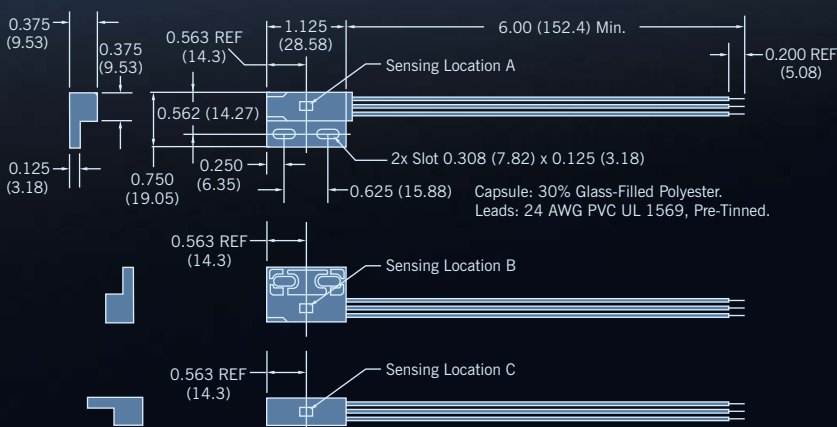 0.375
(9.53)
0.375
(9.53)
0.563 REF
(14.3)
1.125
(28.58)
6.00 (152.4) Min.
0.200 REF
(5.08)
Sensing Location A
0.562 (14.27)
0.125
(3.18)
0.750
(19.05)
0.250
(6.35)
2x Slot 0.308 (7.82) x 0.125 (3.18)
0.625 (15.88)
Capsule: 30% Glass-Filled Polyester.
Leads: 24 AWG PVC UL 1569, Pre-Tinned.
0.563 REF
(14.3)
Sensing Location B
0.563 REF
(14.3)
Sensing Location C